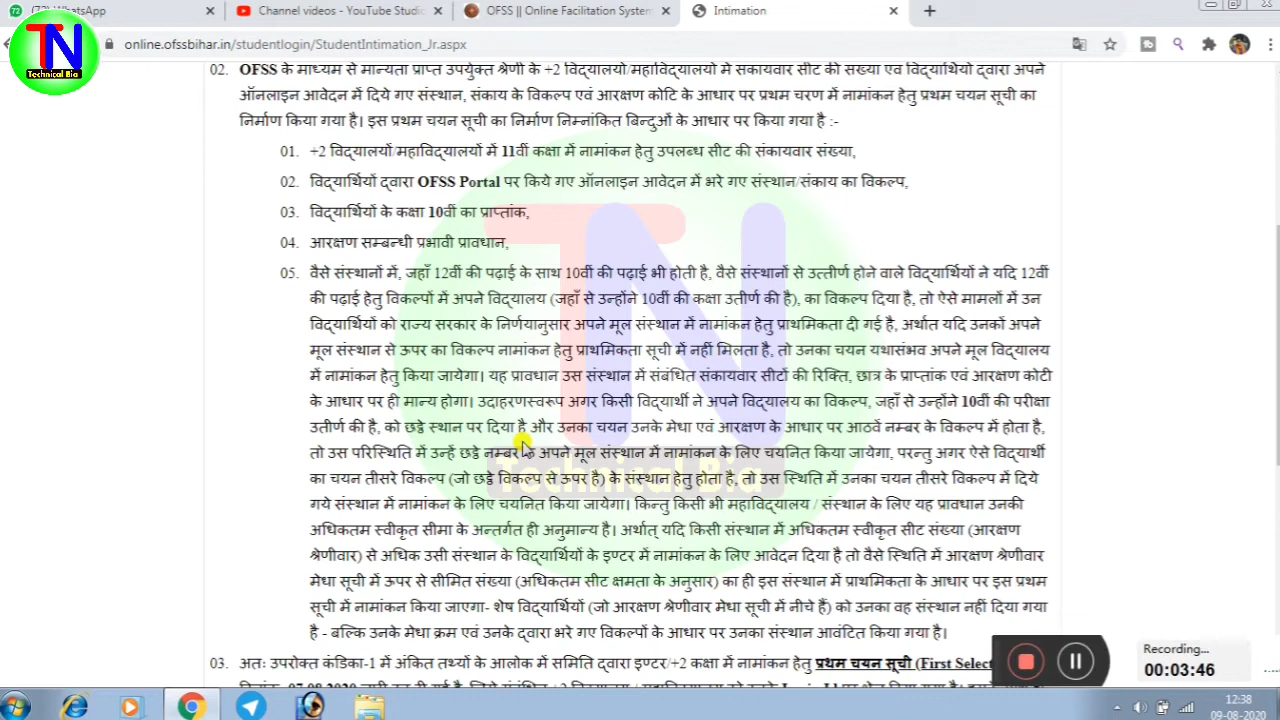 (72) WhatsApp
Channel videos - YouTube Studio
OFSS || Online Facilitation System
Intimation
TN
Technical Bia
online.ofssbihar.in/studentlogin/StudentIntimation_Jr.aspx
02. OFSS के माध्यम से मान्यता प्राप्त उपर्युक्त श्रेणी के +2 विद्यालयों/महाविद्यालयों में संकायवार सीट की संख्या एवं विद्यार्थियों द्वारा अपने
ऑनलाइन आवेदन में दिये गए संस्थान, संकाय के विकल्प एवं आरक्षण कोटि के आधार पर प्रथम चरण में नामांकन हेतु प्रथम चयन सूची का
निर्माण किया गया है। इस प्रथम चयन सूची का निर्माण निम्नांकित बिन्दुओं के आधार पर किया गया है :-
01. +2 विद्यालयों/महाविद्यालयों में 11वीं कक्षा में नामांकन हेतु उपलब्ध सीट की संकायवार संख्या,
02. विद्यार्थियों द्वारा OFSS Portal पर किये गए ऑनलाइन आवेदन में भरे गए संस्थान/संकाय का विकल्प,
03. विद्यार्थियों के कक्षा 10वीं का प्राप्तांक,
04. आरक्षण सम्बन्धी प्रभावी प्रावधान,
05. वैसे संस्थानों में, जहाँ 12वीं की पढ़ाई के साथ 10वीं की पढ़ाई भी होती है, वैसे संस्थानों से उत्तीर्ण होने वाले विद्यार्थियों ने यदि 12वीं
की पढ़ाई हेतु विकल्पों में अपने विद्यालय (जहाँ से उन्होंने 10वीं की कक्षा उतीर्ण की है), का विकल्प दिया है, तो ऐसे मामलों में उन
विद्यार्थियों को राज्य सरकार के निर्णयानुसार अपने मूल संस्थान में नामांकन हेतु प्राथमिकता दी गई है, अर्थात यदि उनकों अपने
मूल संस्थान से ऊपर का विकल्प नामांकन हेतु प्राथमिकता सूची में नहीं मिलता है, तो उनका चयन यथासंभव अपने मूल विद्यालय
में नामांकन हेतु किया जायेगा। यह प्रावधान उस संस्थान में संबंधित संकायवार सीटों की रिक्ति, छात्र के प्राप्तांक एवं आरक्षण कोटी
के आधार पर ही मान्य होगा। उदाहरणस्वरूप अगर किसी विद्यार्थी ने अपने विद्यालय का विकल्प, जहाँ से उन्होंने 10वीं की परीक्षा
उतीर्ण की है, को छट्ठे स्थान पर दिया है और उनका चयन उनके मेधा एवं आरक्षण के आधार पर आठवें नम्बर के विकल्प में होता है,
तो उस परिस्थिति में उन्हें छट्ठे नम्बर के अपने मूल संस्थान में नामांकन के लिए चयनित किया जायेगा, परन्तु अगर ऐसे विद्यार्थी
का चयन तीसरे विकल्प (जो छट्ठे विकल्प से ऊपर है) के संस्थान हेतु होता है, तो उस स्थिति में उनका चयन तीसरे विकल्प में दिये
गये संस्थान में नामांकन के लिए चयनित किया जायेगा। किन्तु किसी भी महाविद्यालय / संस्थान के लिए यह प्रावधान उनकी
अधिकतम स्वीकृत सीमा के अन्तर्गत ही अनुमान्य है। अर्थात् यदि किसी संस्थान में अधिकतम स्वीकृत सीट संख्या (आरक्षण
श्रेणीवार) से अधिक उसी संस्थान के विद्यार्थियों के इण्टर में नामांकन के लिए आवेदन दिया है तो वैसे स्थिति में आरक्षण श्रेणीवार
मेधा सूची में ऊपर से सीमित संख्या (अधिकतम सीट क्षमता के अनुसार) का ही इस संस्थान में प्राथमिकता के आधार पर इस प्रथम
सूची में नामांकन किया जाएगा- शेष विद्यार्थियों (जो आरक्षण श्रेणीवार मेधा सूची में नीचे हैं) को उनका वह संस्थान नहीं दिया गया
है - बल्कि उनके मेधा क्रम एवं उनके द्वारा भरे गए विकल्पों के आधार पर उनका संस्थान आवंटित किया गया है।
TN
Technical Bia
03. अतः उपरोक्त कंडिका-1 में अंकित तथ्यों के आलोक में समिति द्वारा इण्टर/+2 कक्षा में नामांकन हेतु प्रथम चयन सूची (First Select
Recording...
00:03:46
12:38
09-08-2020